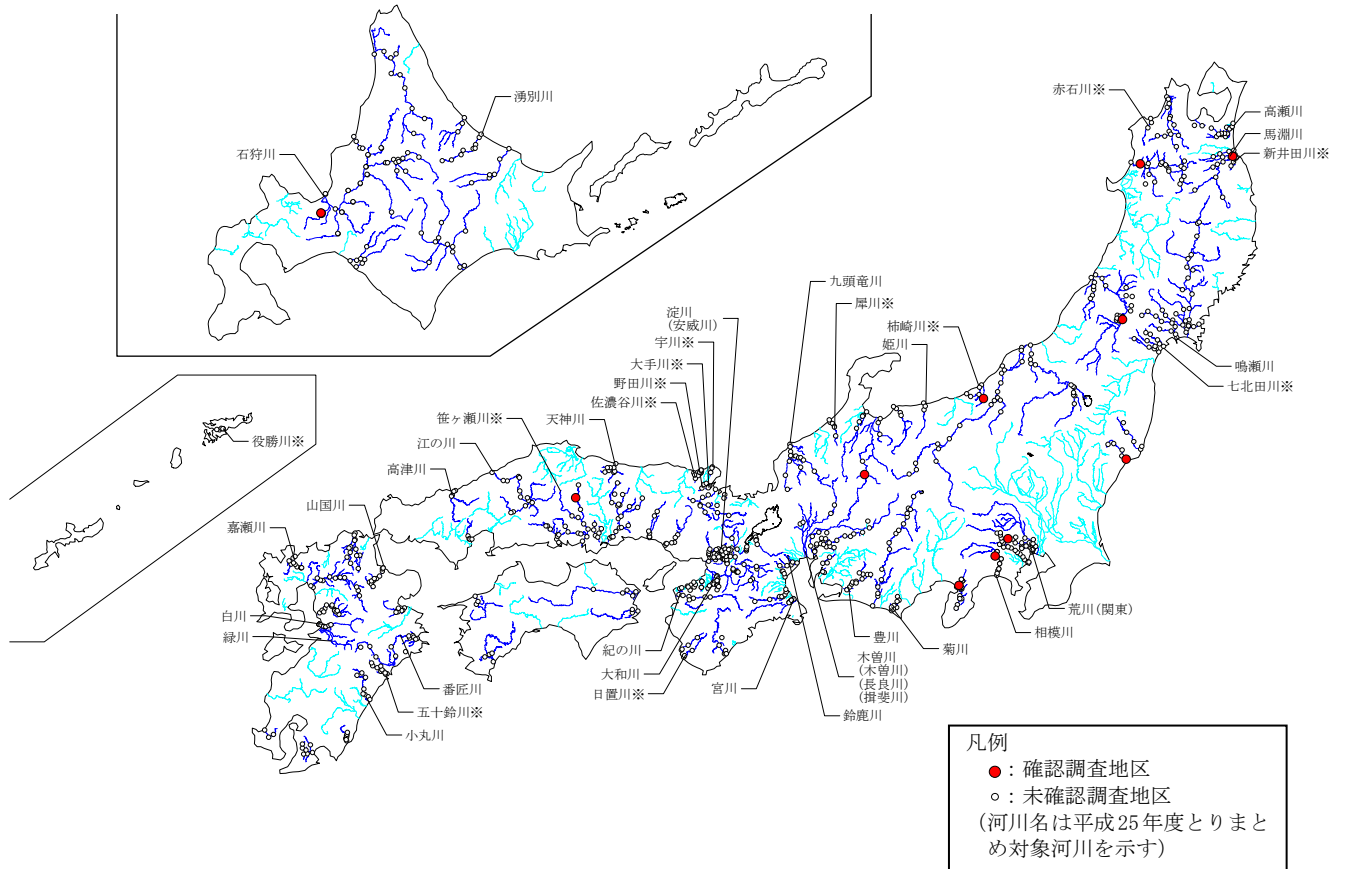 湧別川
石狩川
赤石川※
高瀬川
馬淵川
新井田川※
九頭竜川
犀川※
柿崎川※
姫川
淀川
(安威川)
宇川※
大手川※
野田川※
佐濃谷川※
天神川
笹ヶ瀬川※
江の川
高津川
山国川
嘉瀬川
役勝川※
鳴瀬川
七北田川※
白川
緑川
番匠川
五十鈴川※
小丸川
紀の川
大和川
日置川※
宮川
豊川
木曽川
(木曽川)
(長良川)
(揖斐川)
鈴鹿川
菊川
相模川
荒川(関東)
凡例
●：確認調査地区
○：未確認調査地区
(河川名は平成25年度とりまと
め対象河川を示す)